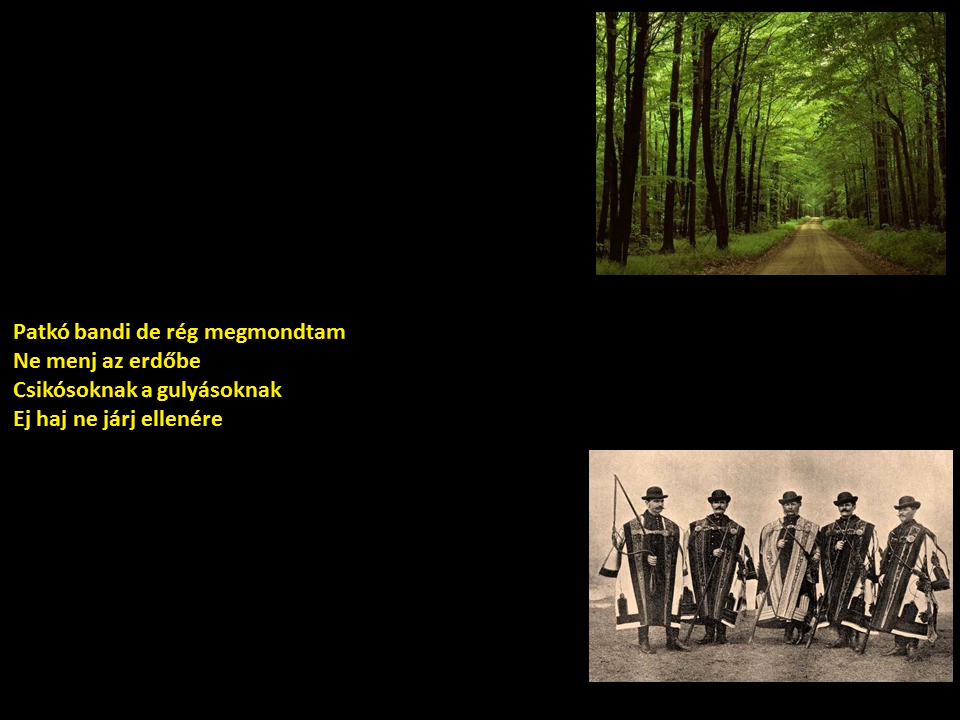 Patkó bandi de rég megmondtam
Ne menj az erdőbe
Csikósoknak a gulyásoknak
Ej haj ne járj ellenére